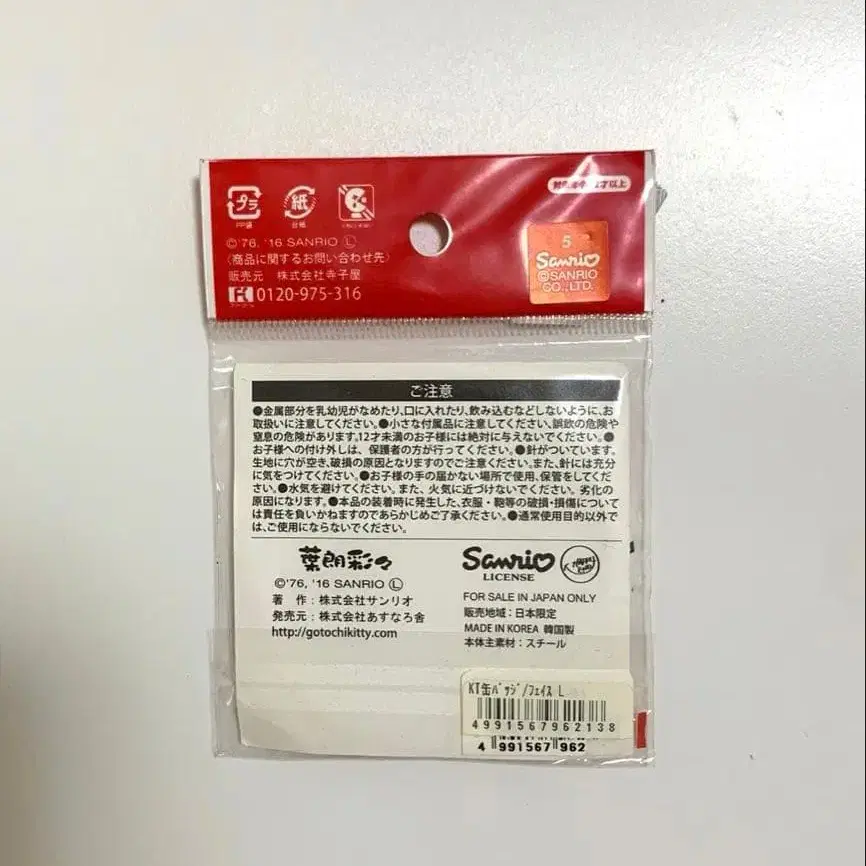 対象年令:12才以上
プラ
PP袋
紙
台紙
©'76, '16 SANRIO Ⓛ
〈商品に関するお問い合わせ先〉
販売元 株式会社寺子屋
0120-975-316
5
Sanrio
©SANRIO
CO.,LTD.
ご注意
●金属部分を乳幼児がなめたり、口に入れたり、飲み込むなどしないように、お
取扱いに注意してください。●小さな付属品に注意してください。誤飲の危険や
窒息の危険があります。12才未満のお子様には絶対に与えないでください。●
お子様への付け外しは、保護者の方が行ってください。●針がついています。
生地に穴が空き、破損の原因となりますのでご注意ください。また、針には充分
に気をつけてください。●お子様の手の届かない場所で使用、保管をしてくだ
さい。●水気を避けてください。また、火気に近づけないでください。劣化の
原因になります。●本品の装着時に発生した、衣服・鞄等の破損・損傷については
責任を負いかねますのであらかじめご了承ください。●通常使用目的以外で
は、ご使用にならないでください。
葉朗彩々
©'76, '16 SANRIO Ⓛ
著 作:株式会社サンリオ
発売元:株式会社あすなろ舎
http://gotochikitty.com
Sanrio
LICENSE
FOR SALE IN JAPAN ONLY
販売地域:日本限定
MADE IN KOREA 韓国製
本体主素材:スチール
KT缶バッジ/フェイス L
4991567962138
4 991567 962